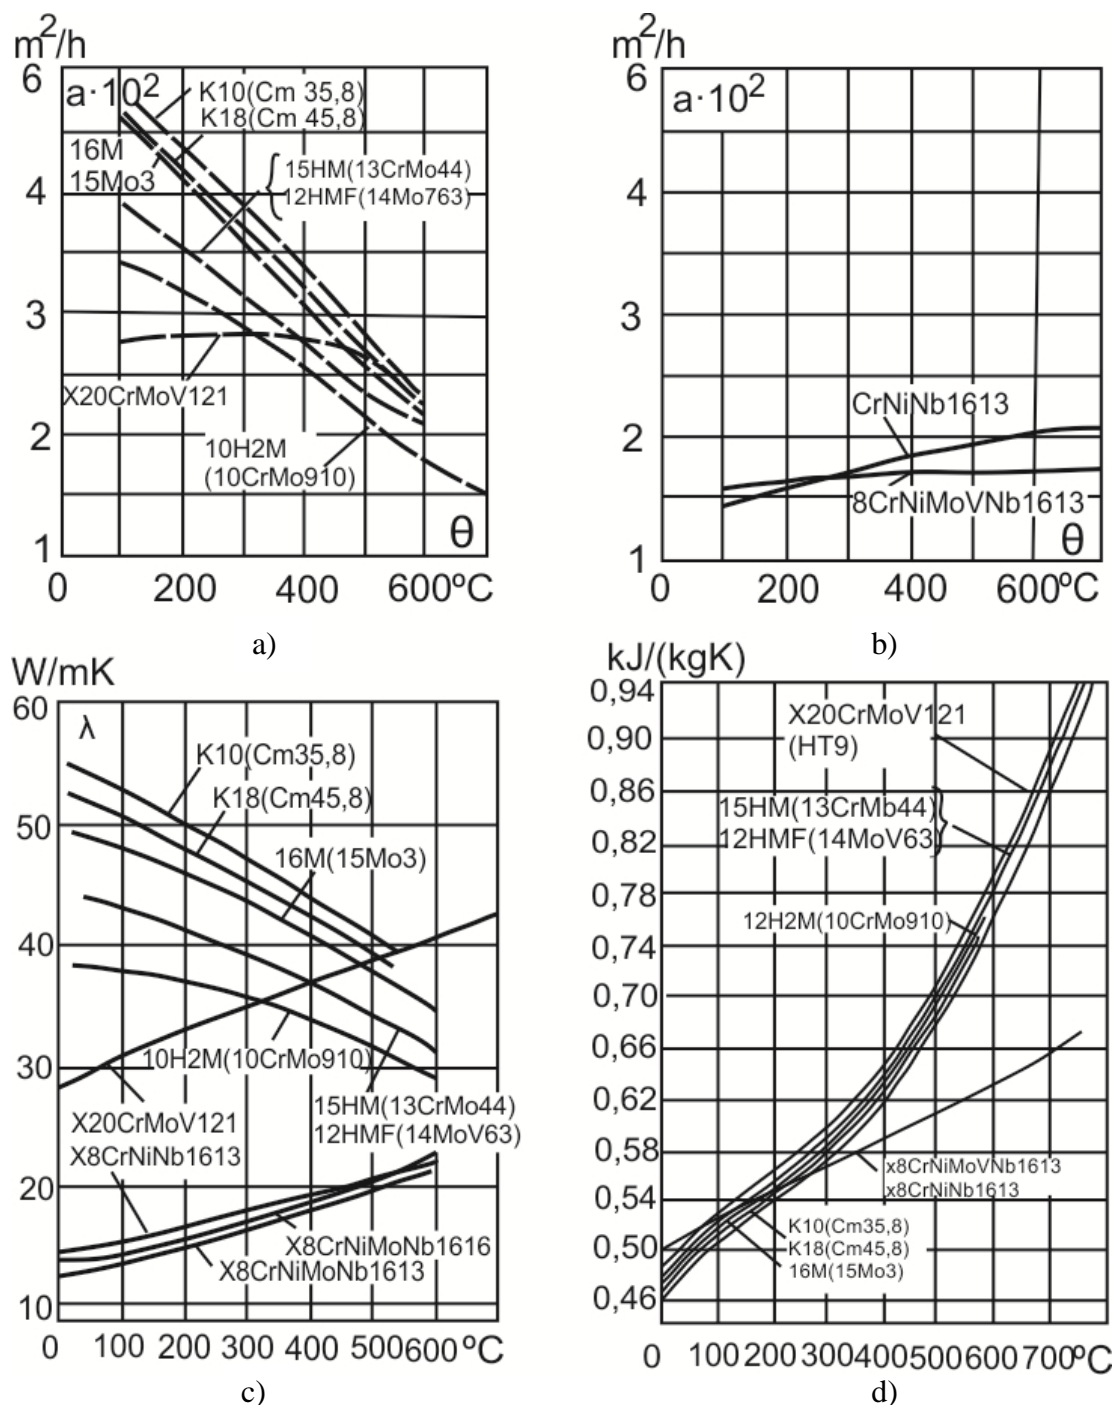 m²/h
6
a·10²
K10(Cm 35,8)
K18(Cm 45,8)
16M
15Mo3
15HM(13CrMo44)
12HMF(14Mo763)
4
3
X20CrMoV121
2
10H2M
(10CrMo910)
θ
1
0 200 400 600ºC
a)
m²/h
6
a·10²
4
3
CrNiNb1613
2
8CrNiMoVNb1613
θ
1
0 200 400 600ºC
b)
W/mK
60
λ
K10(Cm35,8)
K18(Cm45,8)
50
16M(15Mo3)
40
10H2M(10CrMo910)
30
15HM(13CrMo44)
12HMF(14MoV63)
X20CrMoV121
X8CrNiNb1613
20
X8CrNiMoNb1616
X8CrNiMoNb1613
10
0 100 200 300 400 500 600 ºC
c)
kJ/(kgK)
0,94
X20CrMoV121
(HT9)
0,90
0,86
15HM(13CrMb44)
12HMF(14MoV63)
0,82
0,78
12H2M(10CrMo910)
0,74
0,70
0,66
0,62
0,58
x8CrNiMoVNb1613
x8CrNiNb1613
0,54
K10(Cm35,8)
K18(Cm45,8)
16M(15Mo3)
0,50
0,46
0 100 200 300 400 500 600 700ºC
d)